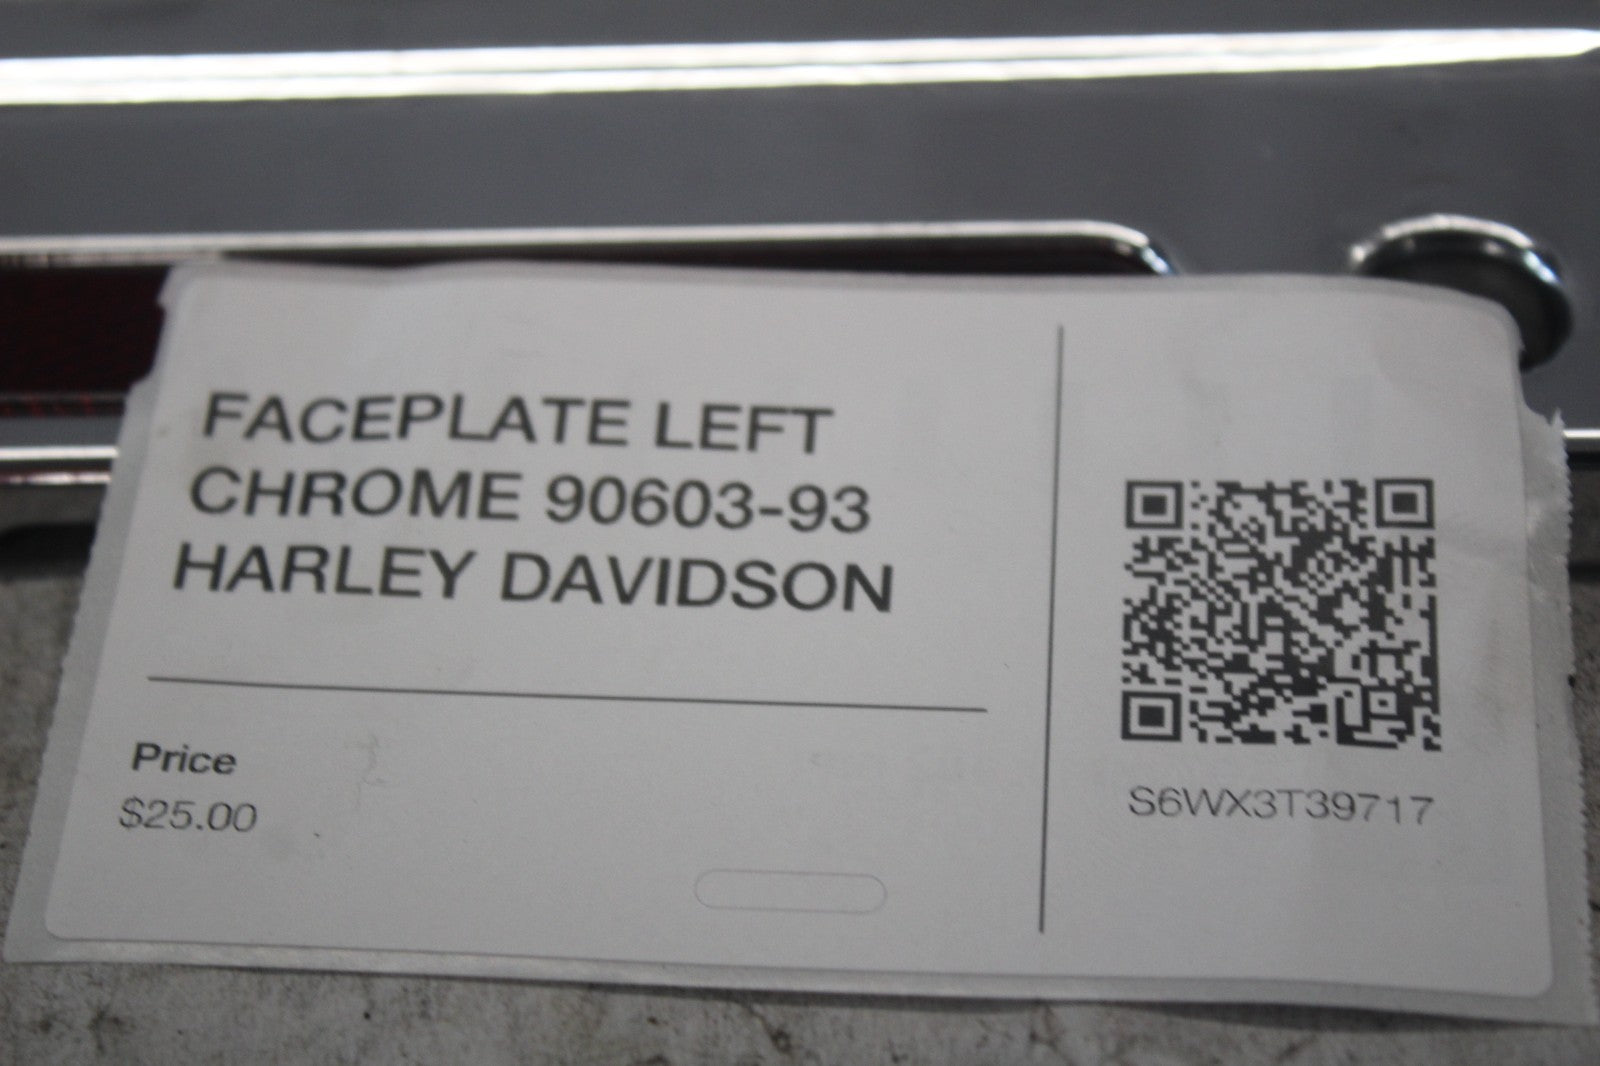 FACEPLATE LEFT
CHROME 90603-93
HARLEY DAVIDSON
Price
$25.00
S6WX3T39717